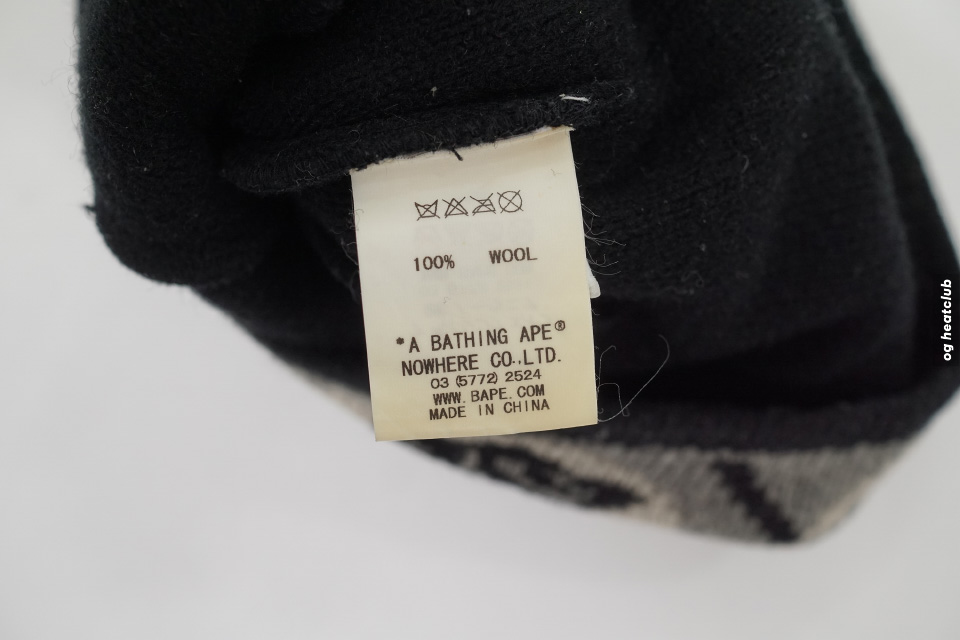 100% WOOL
*A BATHING APE®
NOWHERE CO.,LTD.
03 (5772) 2524
WWW. BAPE. COM
MADE IN CHINA
og heatclub